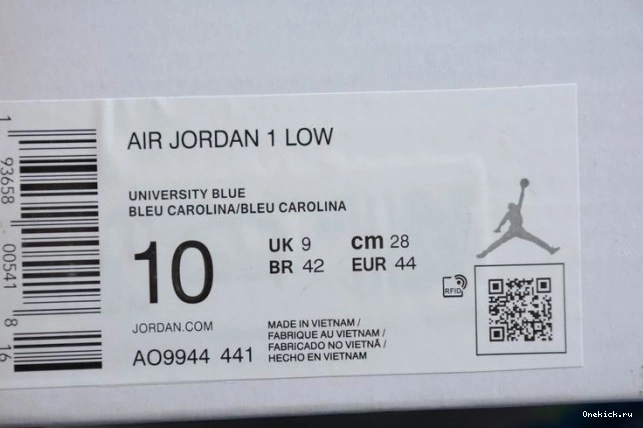 AIR JORDAN 1 LOW
UNIVERSITY BLUE
BLEU CAROLINA/BLEU CAROLINA
10
UK 9 cm 28
BR 42 EUR 44
RFID
JORDAN.COM
AO9944 441
MADE IN VIETNAM /
FABRIQUE AU VIETNAM /
FABRICADO NO VIETNÃ /
HECHO EN VIETNAM
1 93658 00541 8 16
Onekick.ru